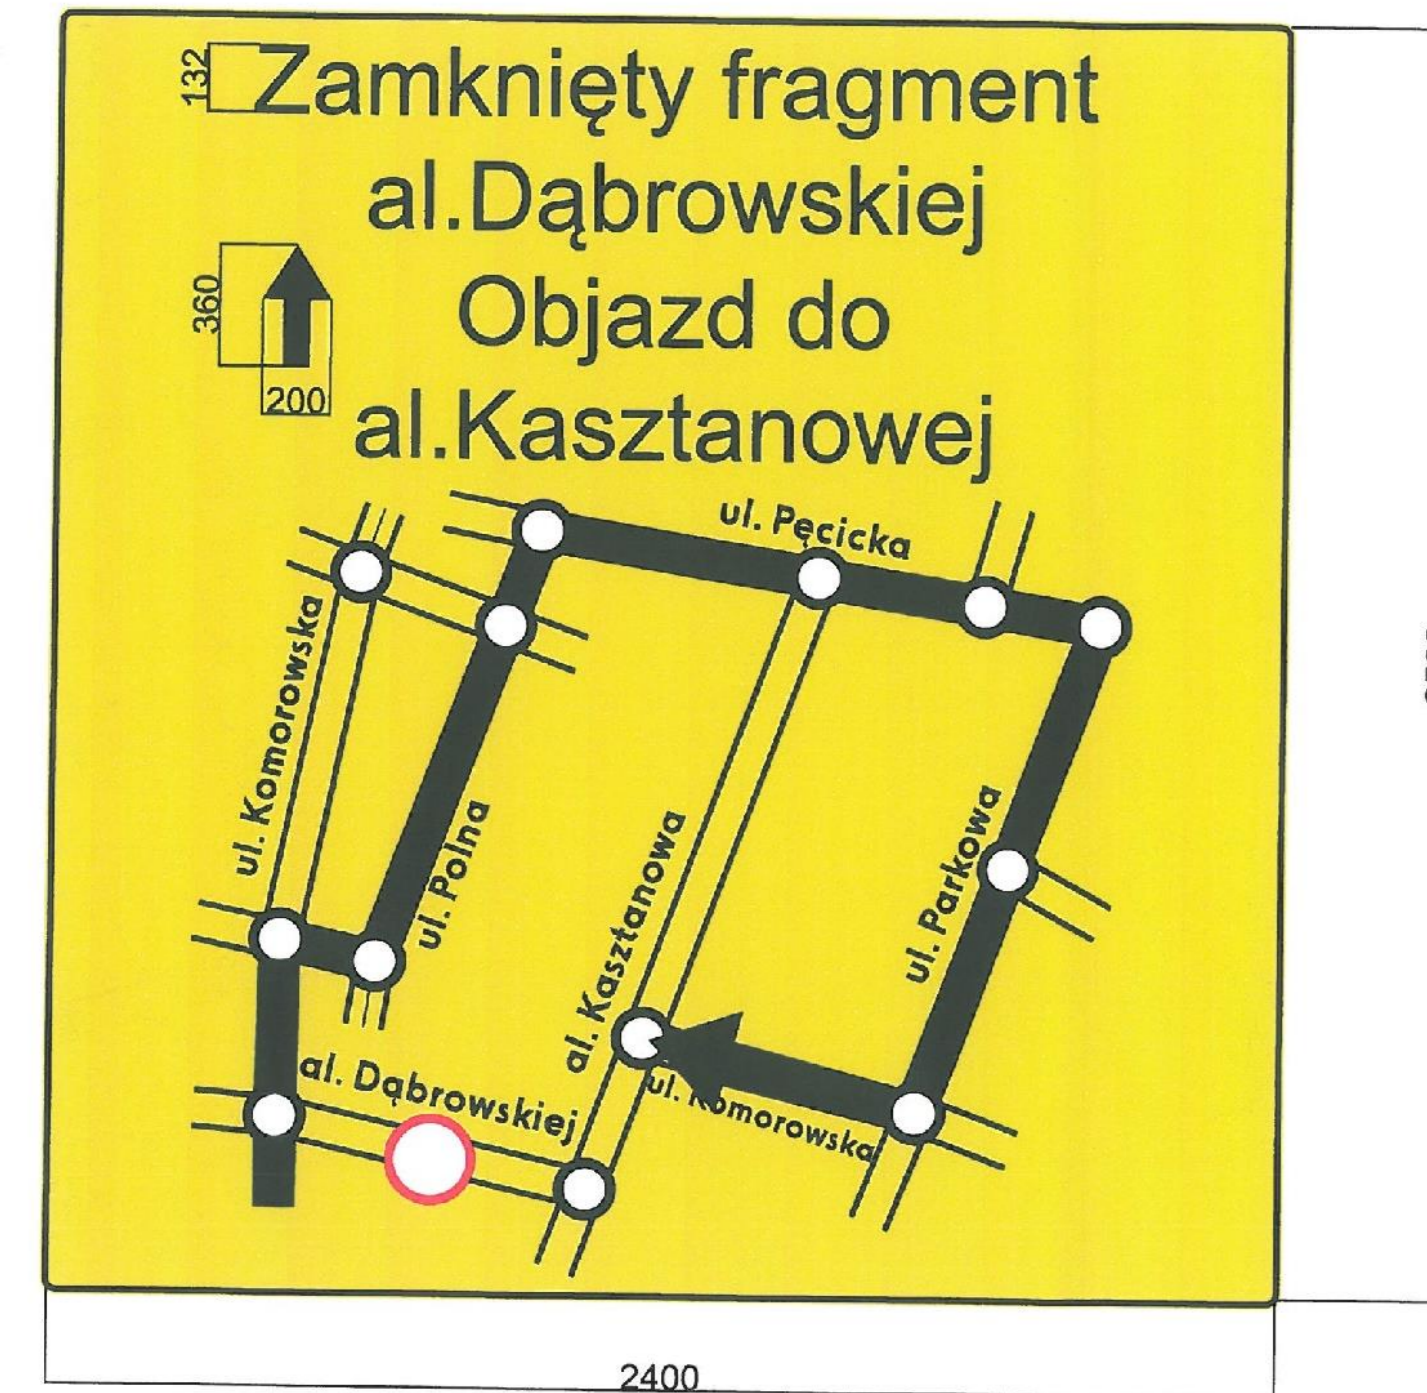 132
Zamknięty fragment
al.Dąbrowskiej
Objazd do
al.Kasztanowej
360
200
ul. Pęcicka
ul. Komorowska
ul. Polna
al. Kasztanowa
ul. Parkowa
al. Dąbrowskiej
ul. Komorowska
2400